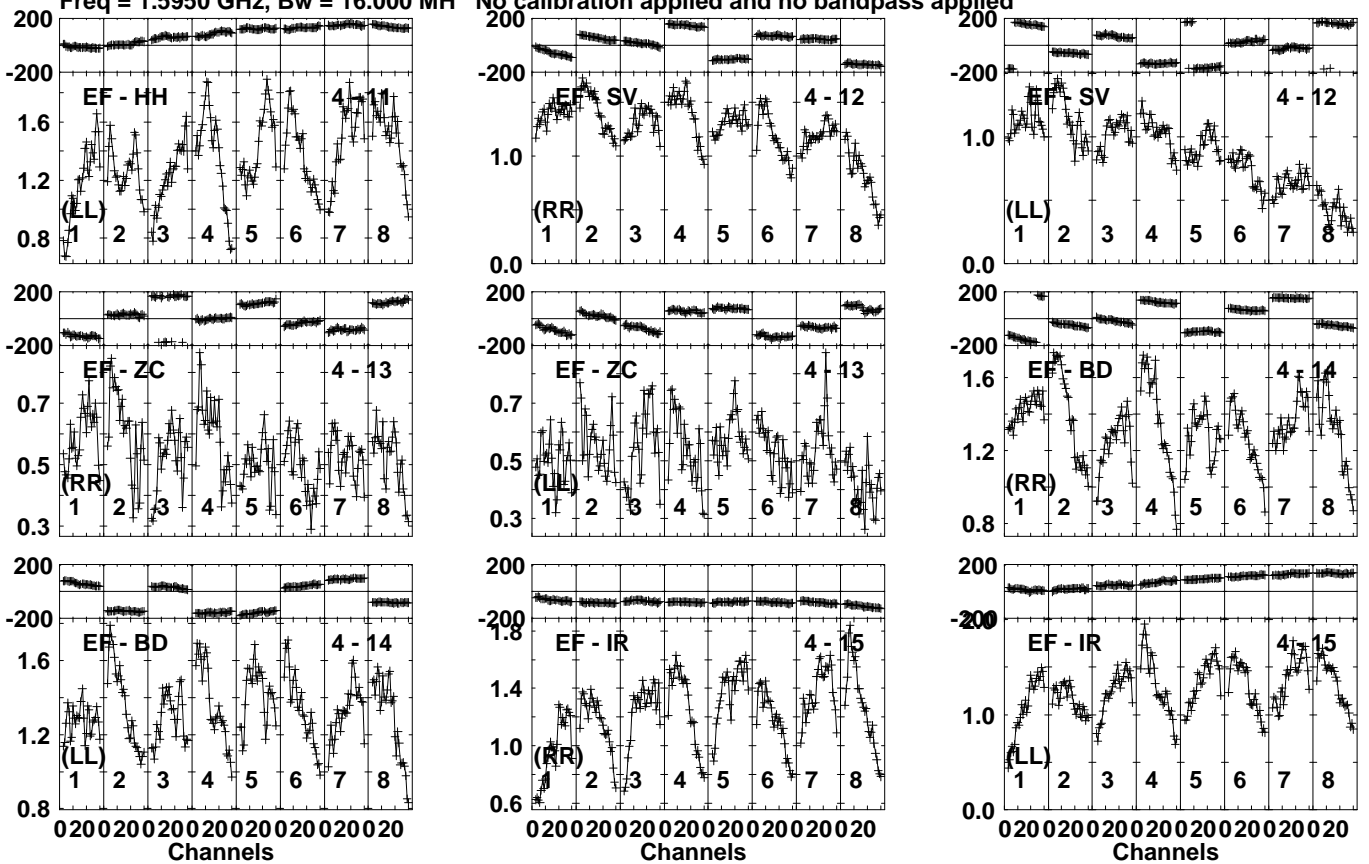 Freq = 1.5950 GHz, Bw = 16.000 MH No calibration applied and no bandpass applied
200 200 200
-200 -200 -200
EF - HH 4 - 11 EF - SV 4 - 12 EF - SV 4 - 12
1.6
1.0 1.0
1.2
(LL) (RR) (LL)
1 2 3 4 5 6 7 8 1 2 3 4 5 6 7 8 1 2 3 4 5 6 7 8
0.8
0.0 0.0
200 200 200
-200 -200 -200
EF - ZC 4 - 13 EF - ZC 4 - 13 EF - BD 4 - 14
1.6
0.7 0.7
1.2
0.5 0.5
(RR) (LL) (RR)
1 2 3 4 5 6 7 8 1 2 3 4 5 6 7 8 1 2 3 4 5 6 7 8
0.3 0.3 0.8
200 200 200
-200 -200 -200
1.8 2.0
EF - BD 4 - 14 EF - IR 4 - 15 EF - IR 4 - 15
1.6
1.4
1.2 1.0 1.0
(LL) (RR) (LL)
1 2 3 4 5 6 7 8 1 2 3 4 5 6 7 8 1 2 3 4 5 6 7 8
0.8 0.6 0.0
0 20 0 20 0 20 0 20 0 20 0 20 0 20 0 20 0 20 0 20 0 20 0 20 0 20 0 20 0 20 0 20 0 20 0 20 0 20 0 20 0 20 0 20 0 20 0 20
Channels Channels Channels